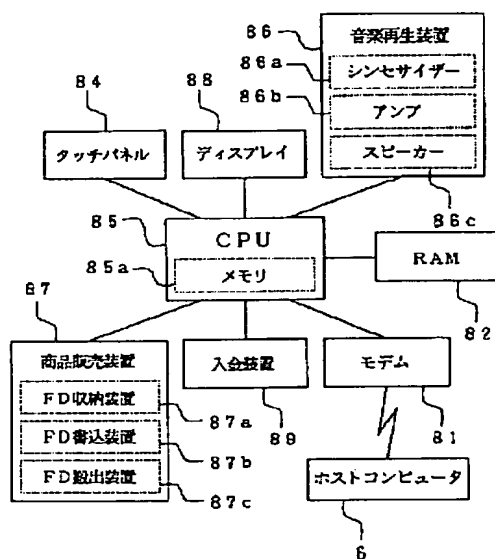 86
音楽再生装置
86a
シンセサイザー
86b
アンプ
スピーカー
86c
84
タッチパネル
88
ディスプレイ
85
CPU
85a
メモリ
RAM
82
87
商品販売装置
FD収納装置
87a
FD書込装置
87b
FD搬出装置
87c
入金装置
89
モデム
81
ホストコンピュータ
6